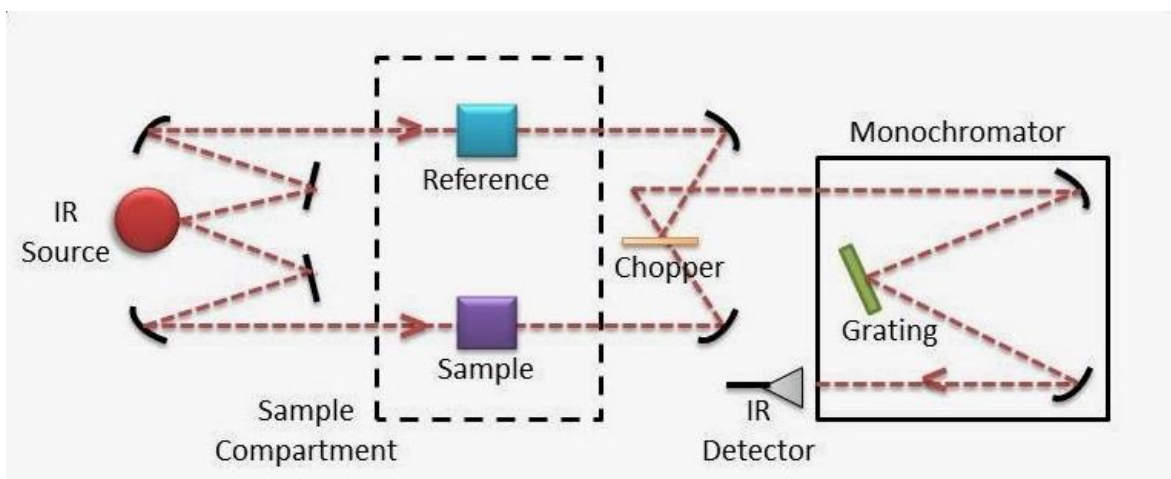 IR
Source
Reference
Sample
Sample
Compartment
Chopper
Monochromator
Grating
IR
Detector